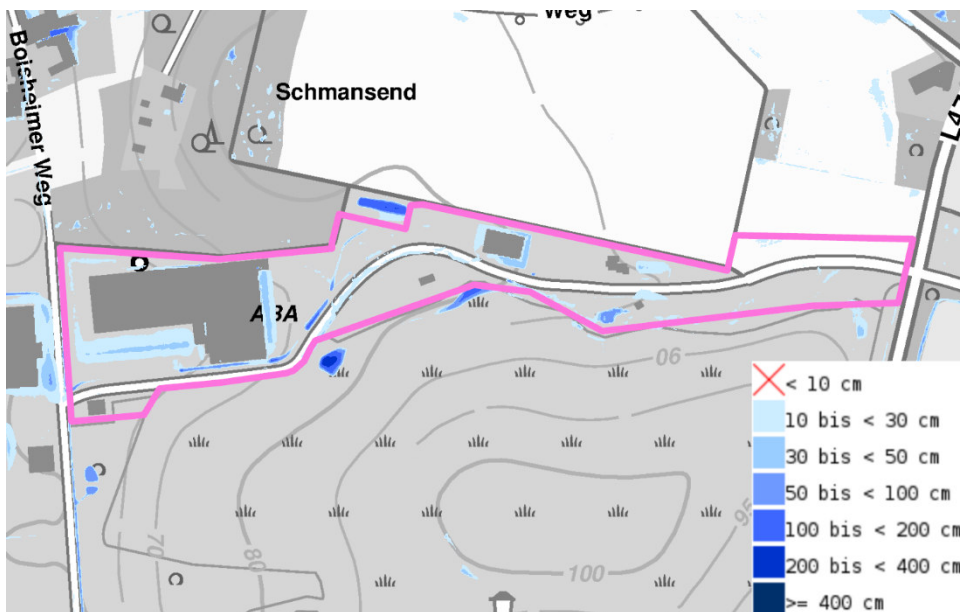 Weg
Boisheimer Weg
Schmansend
L47
ABA
90
70
80
95
100
< 10 cm
10 bis < 30 cm
30 bis < 50 cm
50 bis < 100 cm
100 bis < 200 cm
200 bis < 400 cm
>= 400 cm